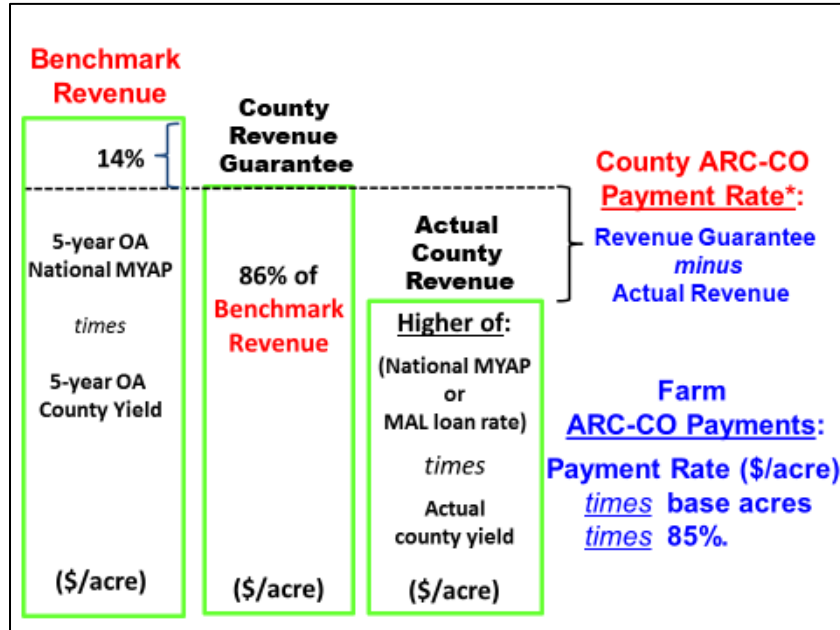 Benchmark
Revenue
14%
5-year OA
National MYAP
times
5-year OA
County Yield
($/acre)
County
Revenue
Guarantee
86% of
Benchmark
Revenue
($/acre)
Actual
County
Revenue
Higher of:
(National MYAP
or
MAL loan rate)
times
Actual
county yield
($/acre)
County ARC-CO
Payment Rate*:
Revenue Guarantee
minus
Actual Revenue
Farm
ARC-CO Payments:
Payment Rate ($/acre)
times base acres
times 85%.